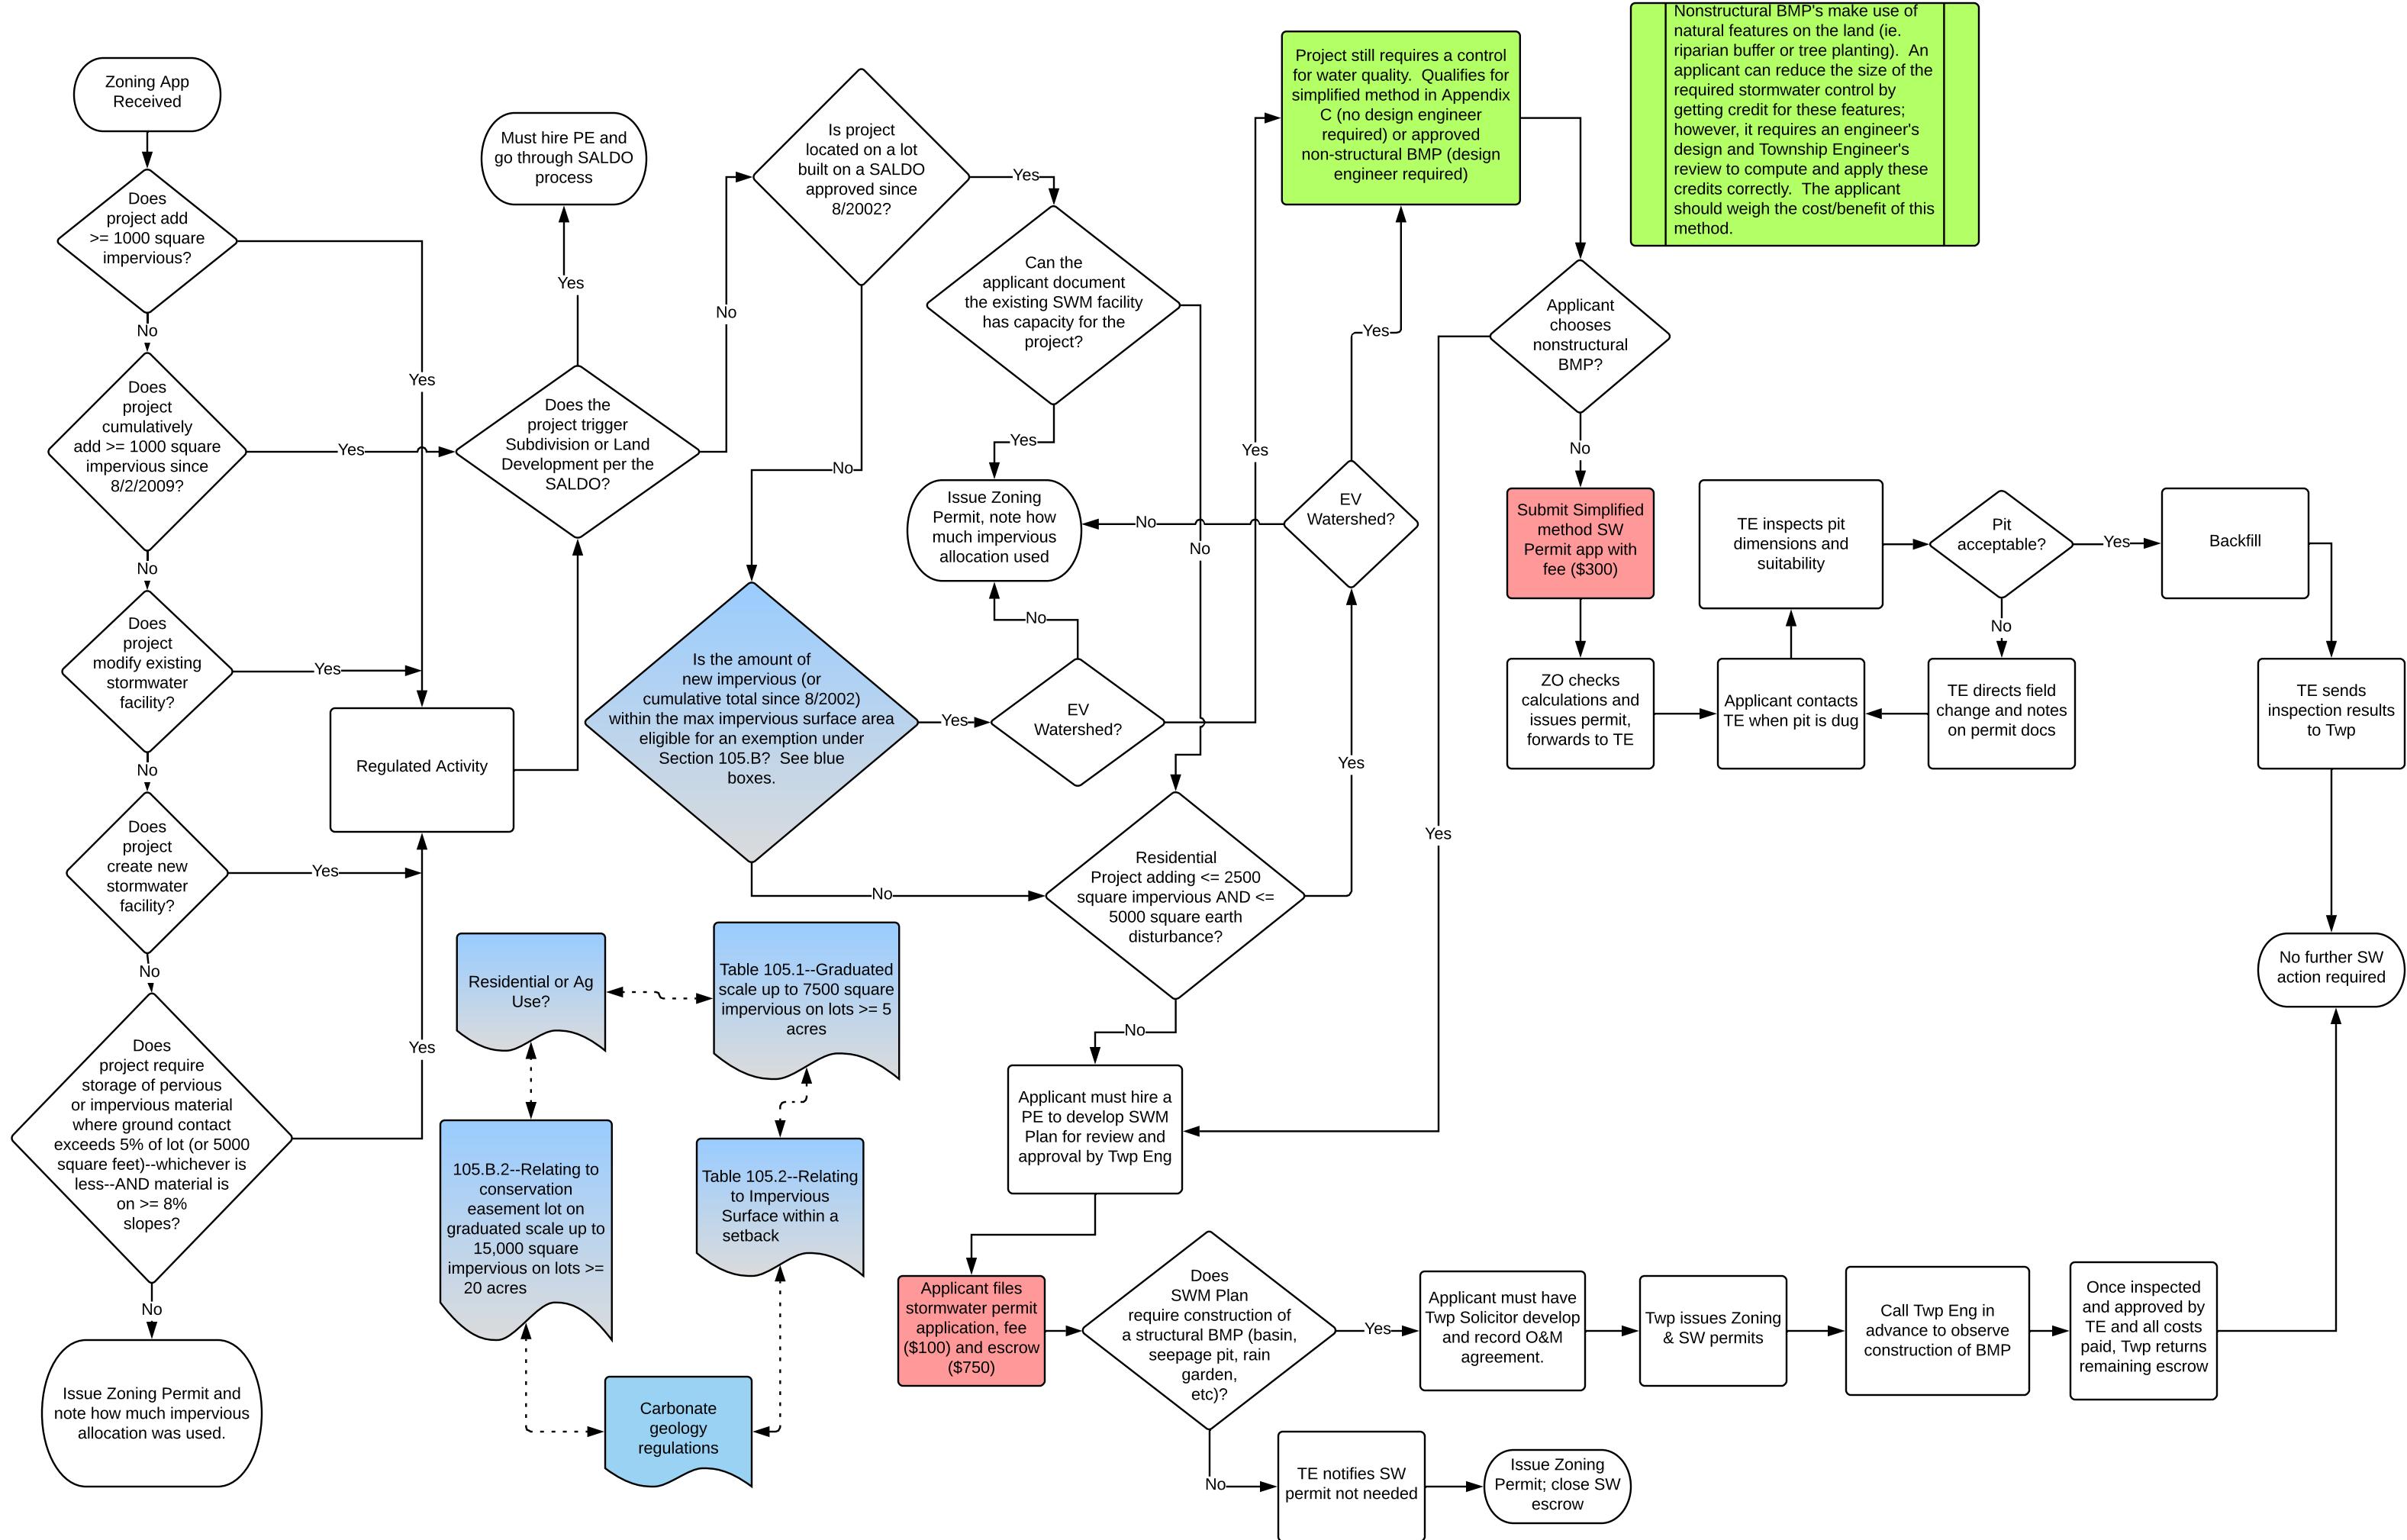 Zoning App
Received
Does
project add
>= 1000 square
impervious?
Yes
No
Does
project
cumulatively
add >= 1000 square
impervious since
8/2/2009?
Yes
No
Does
project
modify existing
stormwater
facility?
Yes
No
Does
project
create new
stormwater
facility?
Yes
No
Does
project require
storage of pervious
or impervious material
where ground contact
exceeds 5% of lot (or 5000
square feet)--whichever is
less--AND material is
on >= 8%
slopes?
Yes
No
Issue Zoning Permit and
note how much impervious
allocation was used.
Regulated Activity
Must hire PE and
go through SALDO
process
Yes
Does the
project trigger
Subdivision or Land
Development per the
SALDO?
No
Is project
located on a lot
built on a SALDO
approved since
8/2002?
Yes
No
Can the
applicant document
the existing SWM facility
has capacity for the
project?
Yes
No
Issue Zoning
Permit, note how
much impervious
allocation used
No
No
Is the amount of
new impervious (or
cumulative total since 8/2002)
within the max impervious surface area
eligible for an exemption under
Section 105.B?  See blue
boxes.
Yes
No
EV
Watershed?
Yes
EV
Watershed?
Yes
Yes
Residential
Project adding <= 2500
square impervious AND <=
5000 square earth
disturbance?
No
Residential or Ag
Use?
Table 105.1--Graduated
scale up to 7500 square
impervious on lots >= 5
acres
105.B.2--Relating to
conservation
easement lot on
graduated scale up to
15,000 square
impervious on lots >=
20 acres
Table 105.2--Relating
to Impervious
Surface within a
setback
Carbonate
geology
regulations
Project still requires a control
for water quality.  Qualifies for
simplified method in Appendix
C (no design engineer
required) or approved
non-structural BMP (design
engineer required)
Nonstructural BMP's make use of
natural features on the land (ie.
riparian buffer or tree planting).  An
applicant can reduce the size of the
required stormwater control by
getting credit for these features;
however, it requires an engineer's
design and Township Engineer's
review to compute and apply these
credits correctly.  The applicant
should weigh the cost/benefit of this
method.
Applicant
chooses
nonstructural
BMP?
Yes
No
Submit Simplified
method SW
Permit app with
fee ($300)
ZO checks
calculations and
issues permit,
forwards to TE
Applicant contacts
TE when pit is dug
TE inspects pit
dimensions and
suitability
Pit
acceptable?
Yes
No
TE directs field
change and notes
on permit docs
Backfill
TE sends
inspection results
to Twp
No further SW
action required
Applicant must hire a
PE to develop SWM
Plan for review and
approval by Twp Eng
Applicant files
stormwater permit
application, fee
($100) and escrow
($750)
Does
SWM Plan
require construction of
a structural BMP (basin,
seepage pit, rain
garden,
etc)?
Yes
No
Applicant must have
Twp Solicitor develop
and record O&M
agreement.
Twp issues Zoning
& SW permits
Call Twp Eng in
advance to observe
construction of BMP
Once inspected
and approved by
TE and all costs
paid, Twp returns
remaining escrow
TE notifies SW
permit not needed
Issue Zoning
Permit; close SW
escrow